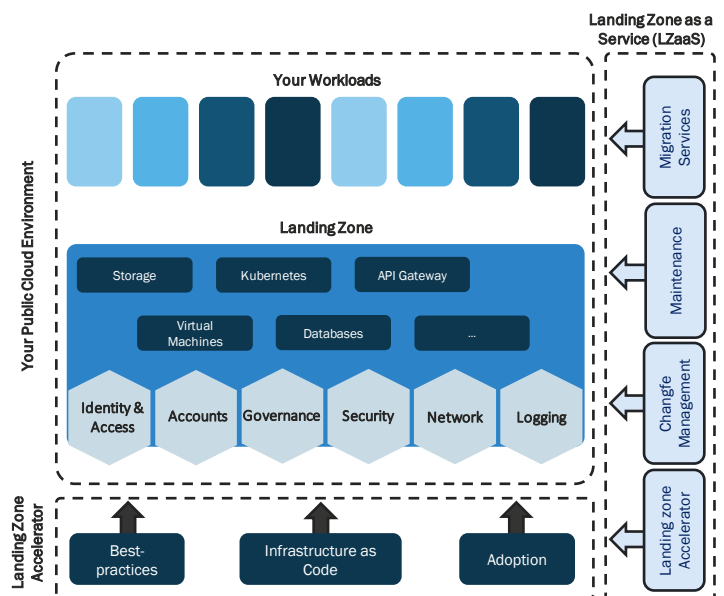 Landing Zone as a
Service (LZaaS)
Your Workloads
Migration
Services
Your Public Cloud Environment
Landing Zone
Storage
Kubernetes
API Gateway
Maintenance
Virtual
Machines
Databases
...
Identity &
Access
Accounts
Governance
Security
Network
Logging
Changfe
Management
Landing Zone
Accelerator
Best-
practices
Infrastructure as
Code
Adoption
Landing zone
Accelerator